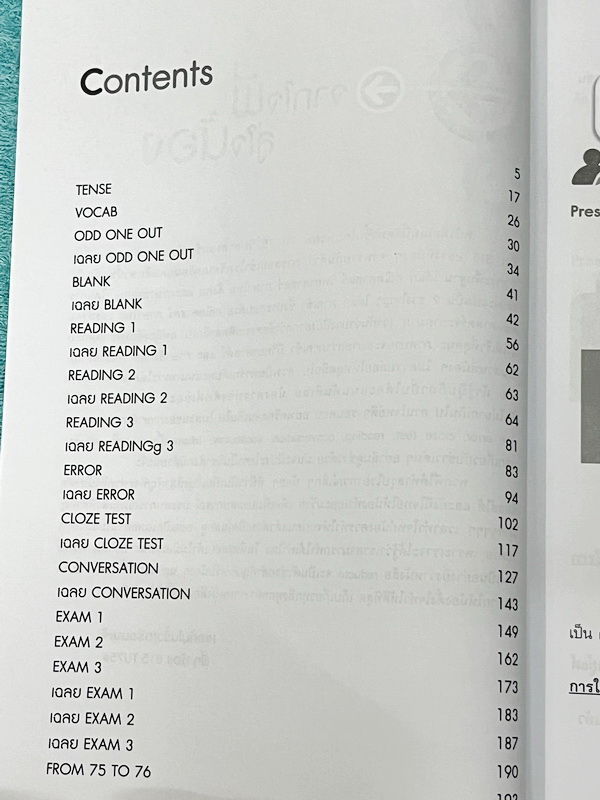 Contents
TENSE 5
VOCAB 17
ODD ONE OUT 26
เฉลย ODD ONE OUT 30
BLANK 34
เฉลย BLANK 41
READING 1 42
เฉลย READING 1 56
READING 2 62
เฉลย READING 2 63
READING 3 64
เฉลย READINGg 3 81
ERROR 83
เฉลย ERROR 94
CLOZE TEST 102
เฉลย CLOZE TEST 117
CONVERSATION 127
เฉลย CONVERSATION 143
EXAM 1 149
EXAM 2 162
EXAM 3 173
เฉลย EXAM 1 183
เฉลย EXAM 2 187
เฉลย EXAM 3 190
FROM 75 TO 76
Pres
เป็น
การใ